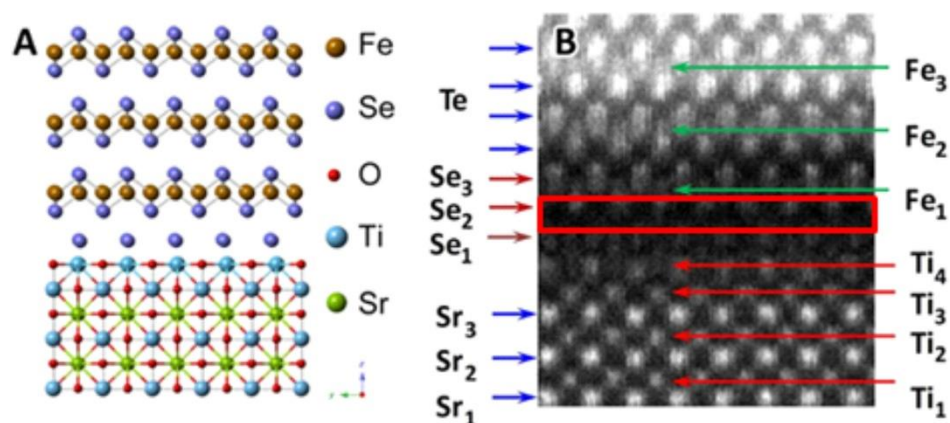 A
Fe
Se
O
Ti
Sr
B
Te
Se3
Se2
Se1
Sr3
Sr2
Sr1
Fe3
Fe2
Fe1
Ti4
Ti3
Ti2
Ti1